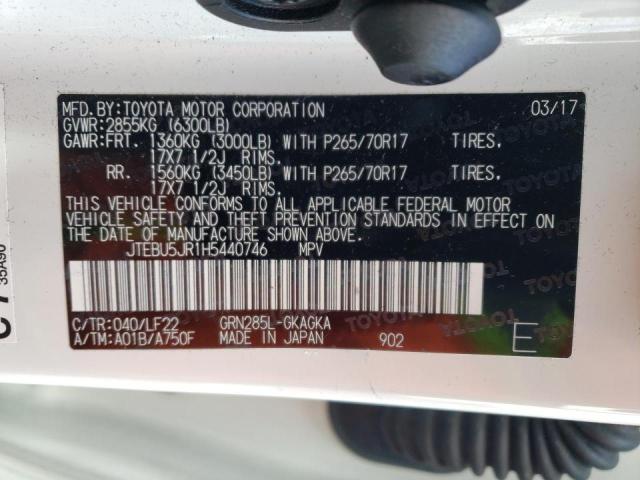 MFD.BY:TOYOTA MOTOR CORPORATION 03/17
GVWR:2855KG (6300LB)
GAWR:FRT. 1360KG (3000LB) WITH P265/70R17 TIRES.
17X7 1/2J RIMS.
RR. 1560KG (3450LB) WITH P265/70R17 TIRES.
17X7 1/2J RIMS.
THIS VEHICLE CONFORMS TO ALL APPLICABLE FEDERAL MOTOR
VEHICLE SAFETY AND THEFT PREVENTION STANDARDS IN EFFECT ON
THE DATE OF MANUFACTURE SHOWN ABOVE.
JTEBU5JR1H5440746 MPV
C/TR:040/LF22 GRN285L-GKAGKA
A/TM:A01B/A750F MADE IN JAPAN 902 E
35A90